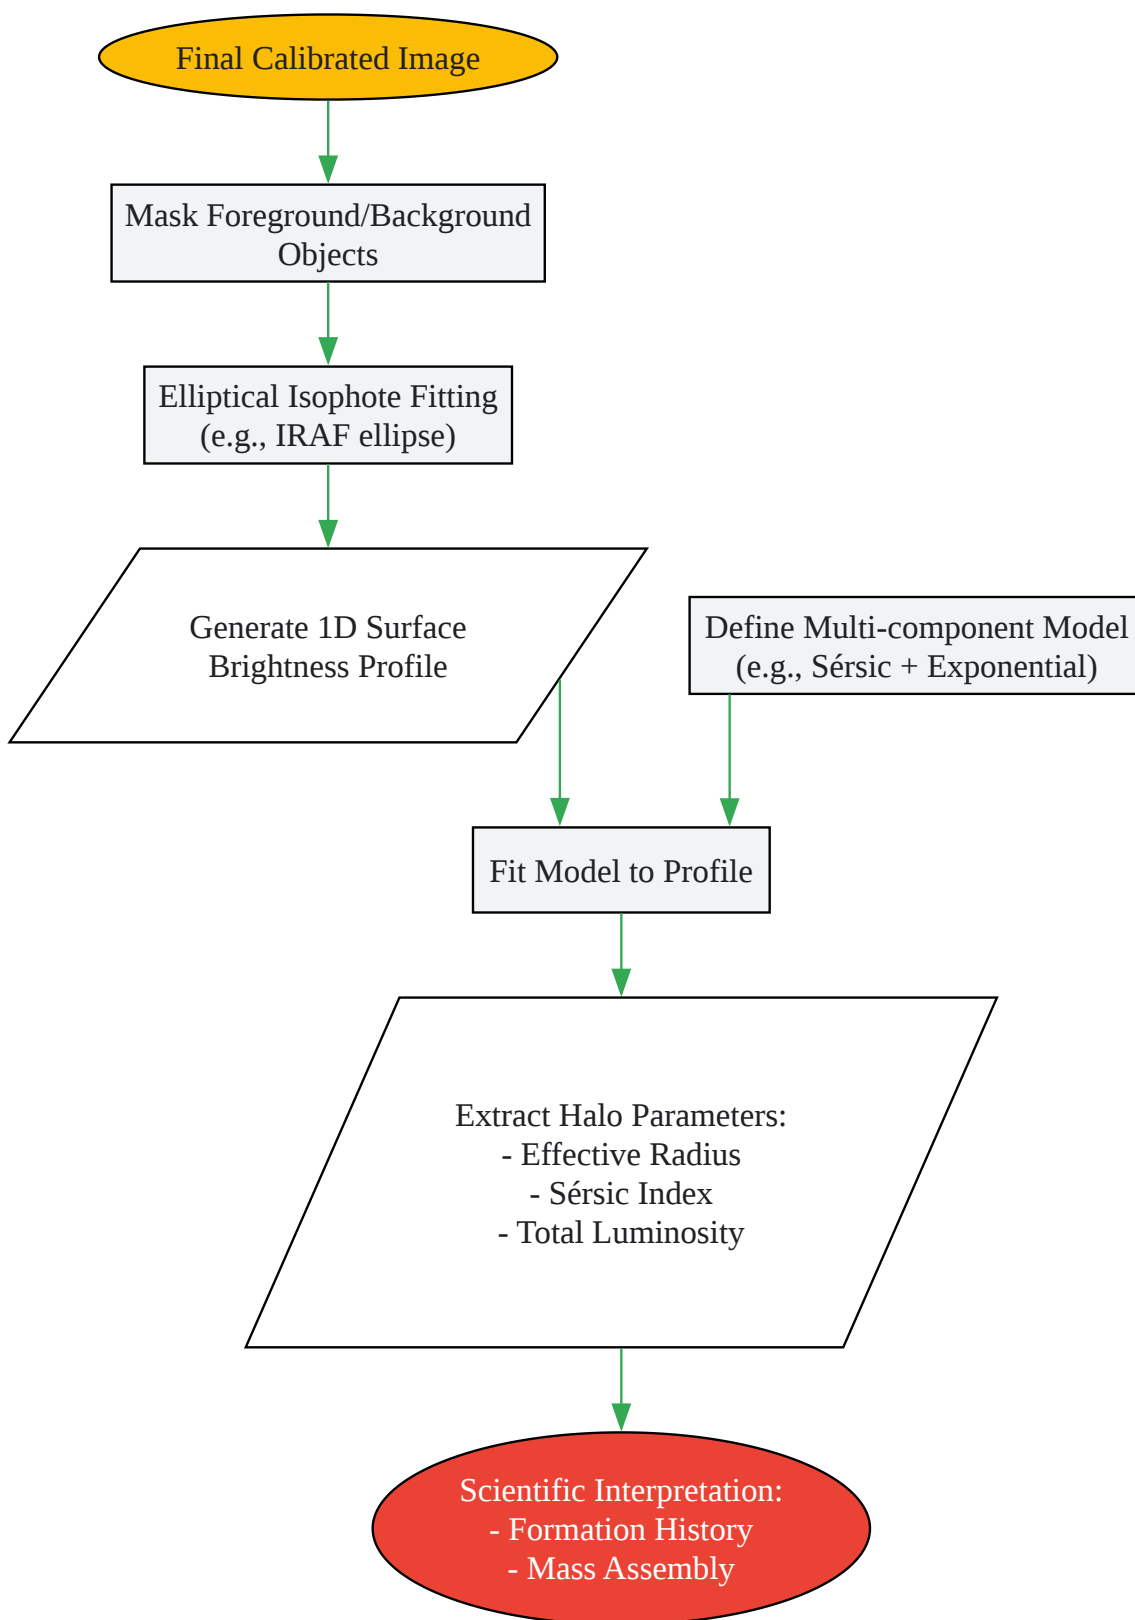 Final Calibrated Image
Mask Foreground/Background
Objects
Elliptical Isophote Fitting
(e.g., IRAF ellipse)
Generate 1D Surface
Brightness Profile
Define Multi-component Model
(e.g., Sérsic + Exponential)
Fit Model to Profile
Extract Halo Parameters:
- Effective Radius
- Sérsic Index
- Total Luminosity
Scientific Interpretation:
- Formation History
- Mass Assembly